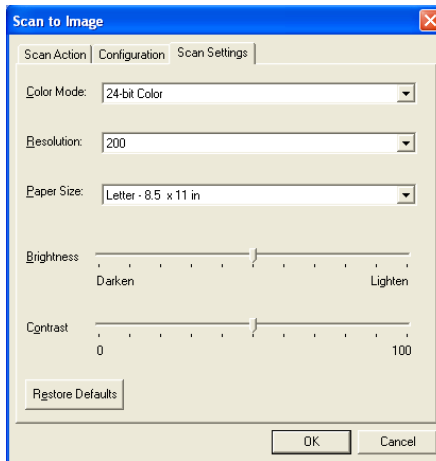 Scan to Image
Scan Action Configuration Scan Settings
Color Mode: 24-bit Color
Resolution: 200
Paper Size: Letter - 8.5 x 11 in
Brightness
Darken Lighten
Contrast
0 100
Restore Defaults
OK Cancel